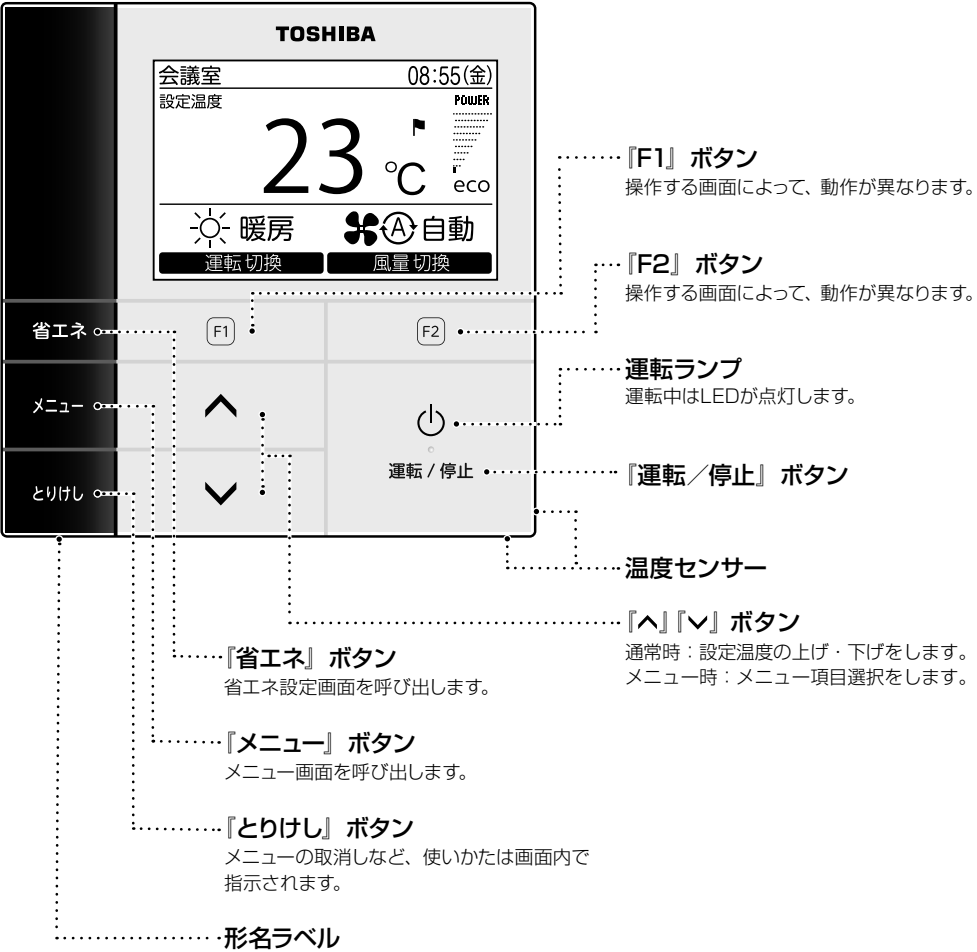 TOSHIBA
会議室 08:55(金)
設定温度 POWER
23 ℃
eco
暖房 A 自動
運転切換 風量切換
省エネ F1 F2
メニュー
運転 / 停止
とりけし
『F1』 ボタン
操作する画面によって、動作が異なります。
『F2』 ボタン
操作する画面によって、動作が異なります。
運転ランプ
運転中はLEDが点灯します。
『運転／停止』 ボタン
温度センサー
『∧』『∨』 ボタン
通常時：設定温度の上げ・下げをします。
メニュー時：メニュー項目選択をします。
『省エネ』 ボタン
省エネ設定画面を呼び出します。
『メニュー』 ボタン
メニュー画面を呼び出します。
『とりけし』 ボタン
メニューの取消しなど、使いかたは画面内で
指示されます。
形名ラベル